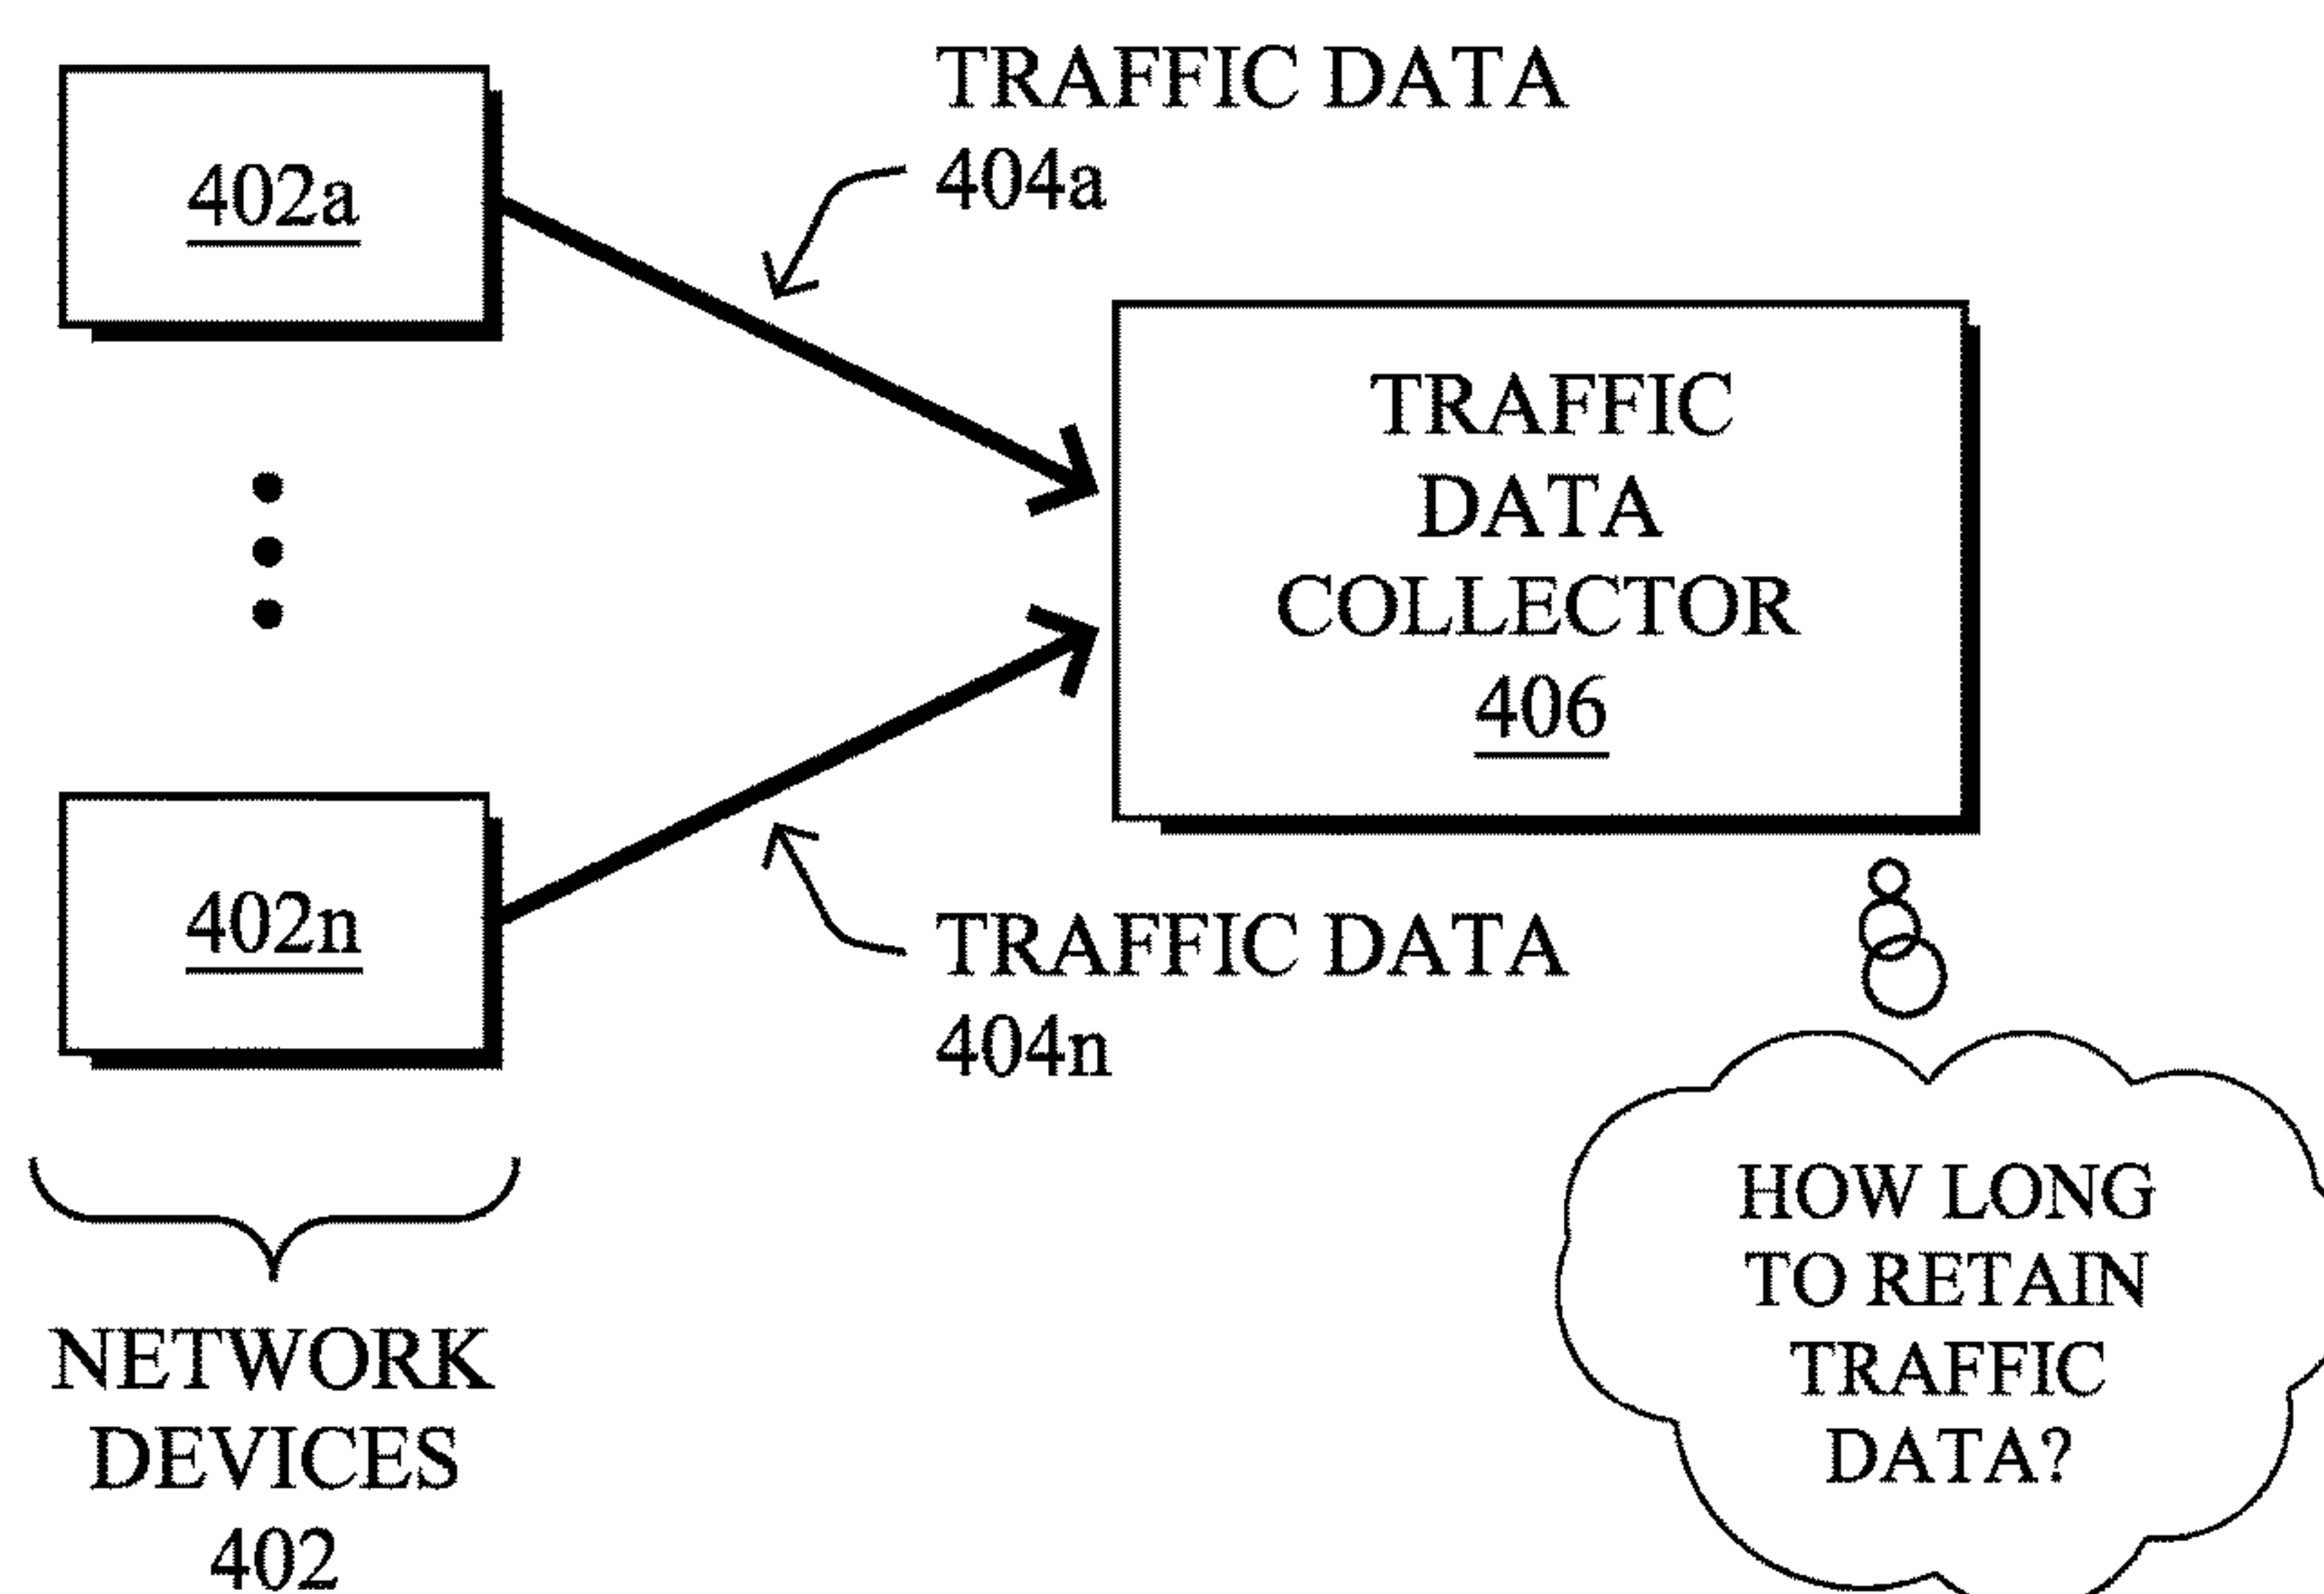 402a
TRAFFIC DATA
404a
TRAFFIC
DATA
COLLECTOR
406
402n
TRAFFIC DATA
404n
NETWORK
DEVICES
402
HOW LONG
TO RETAIN
TRAFFIC
DATA?